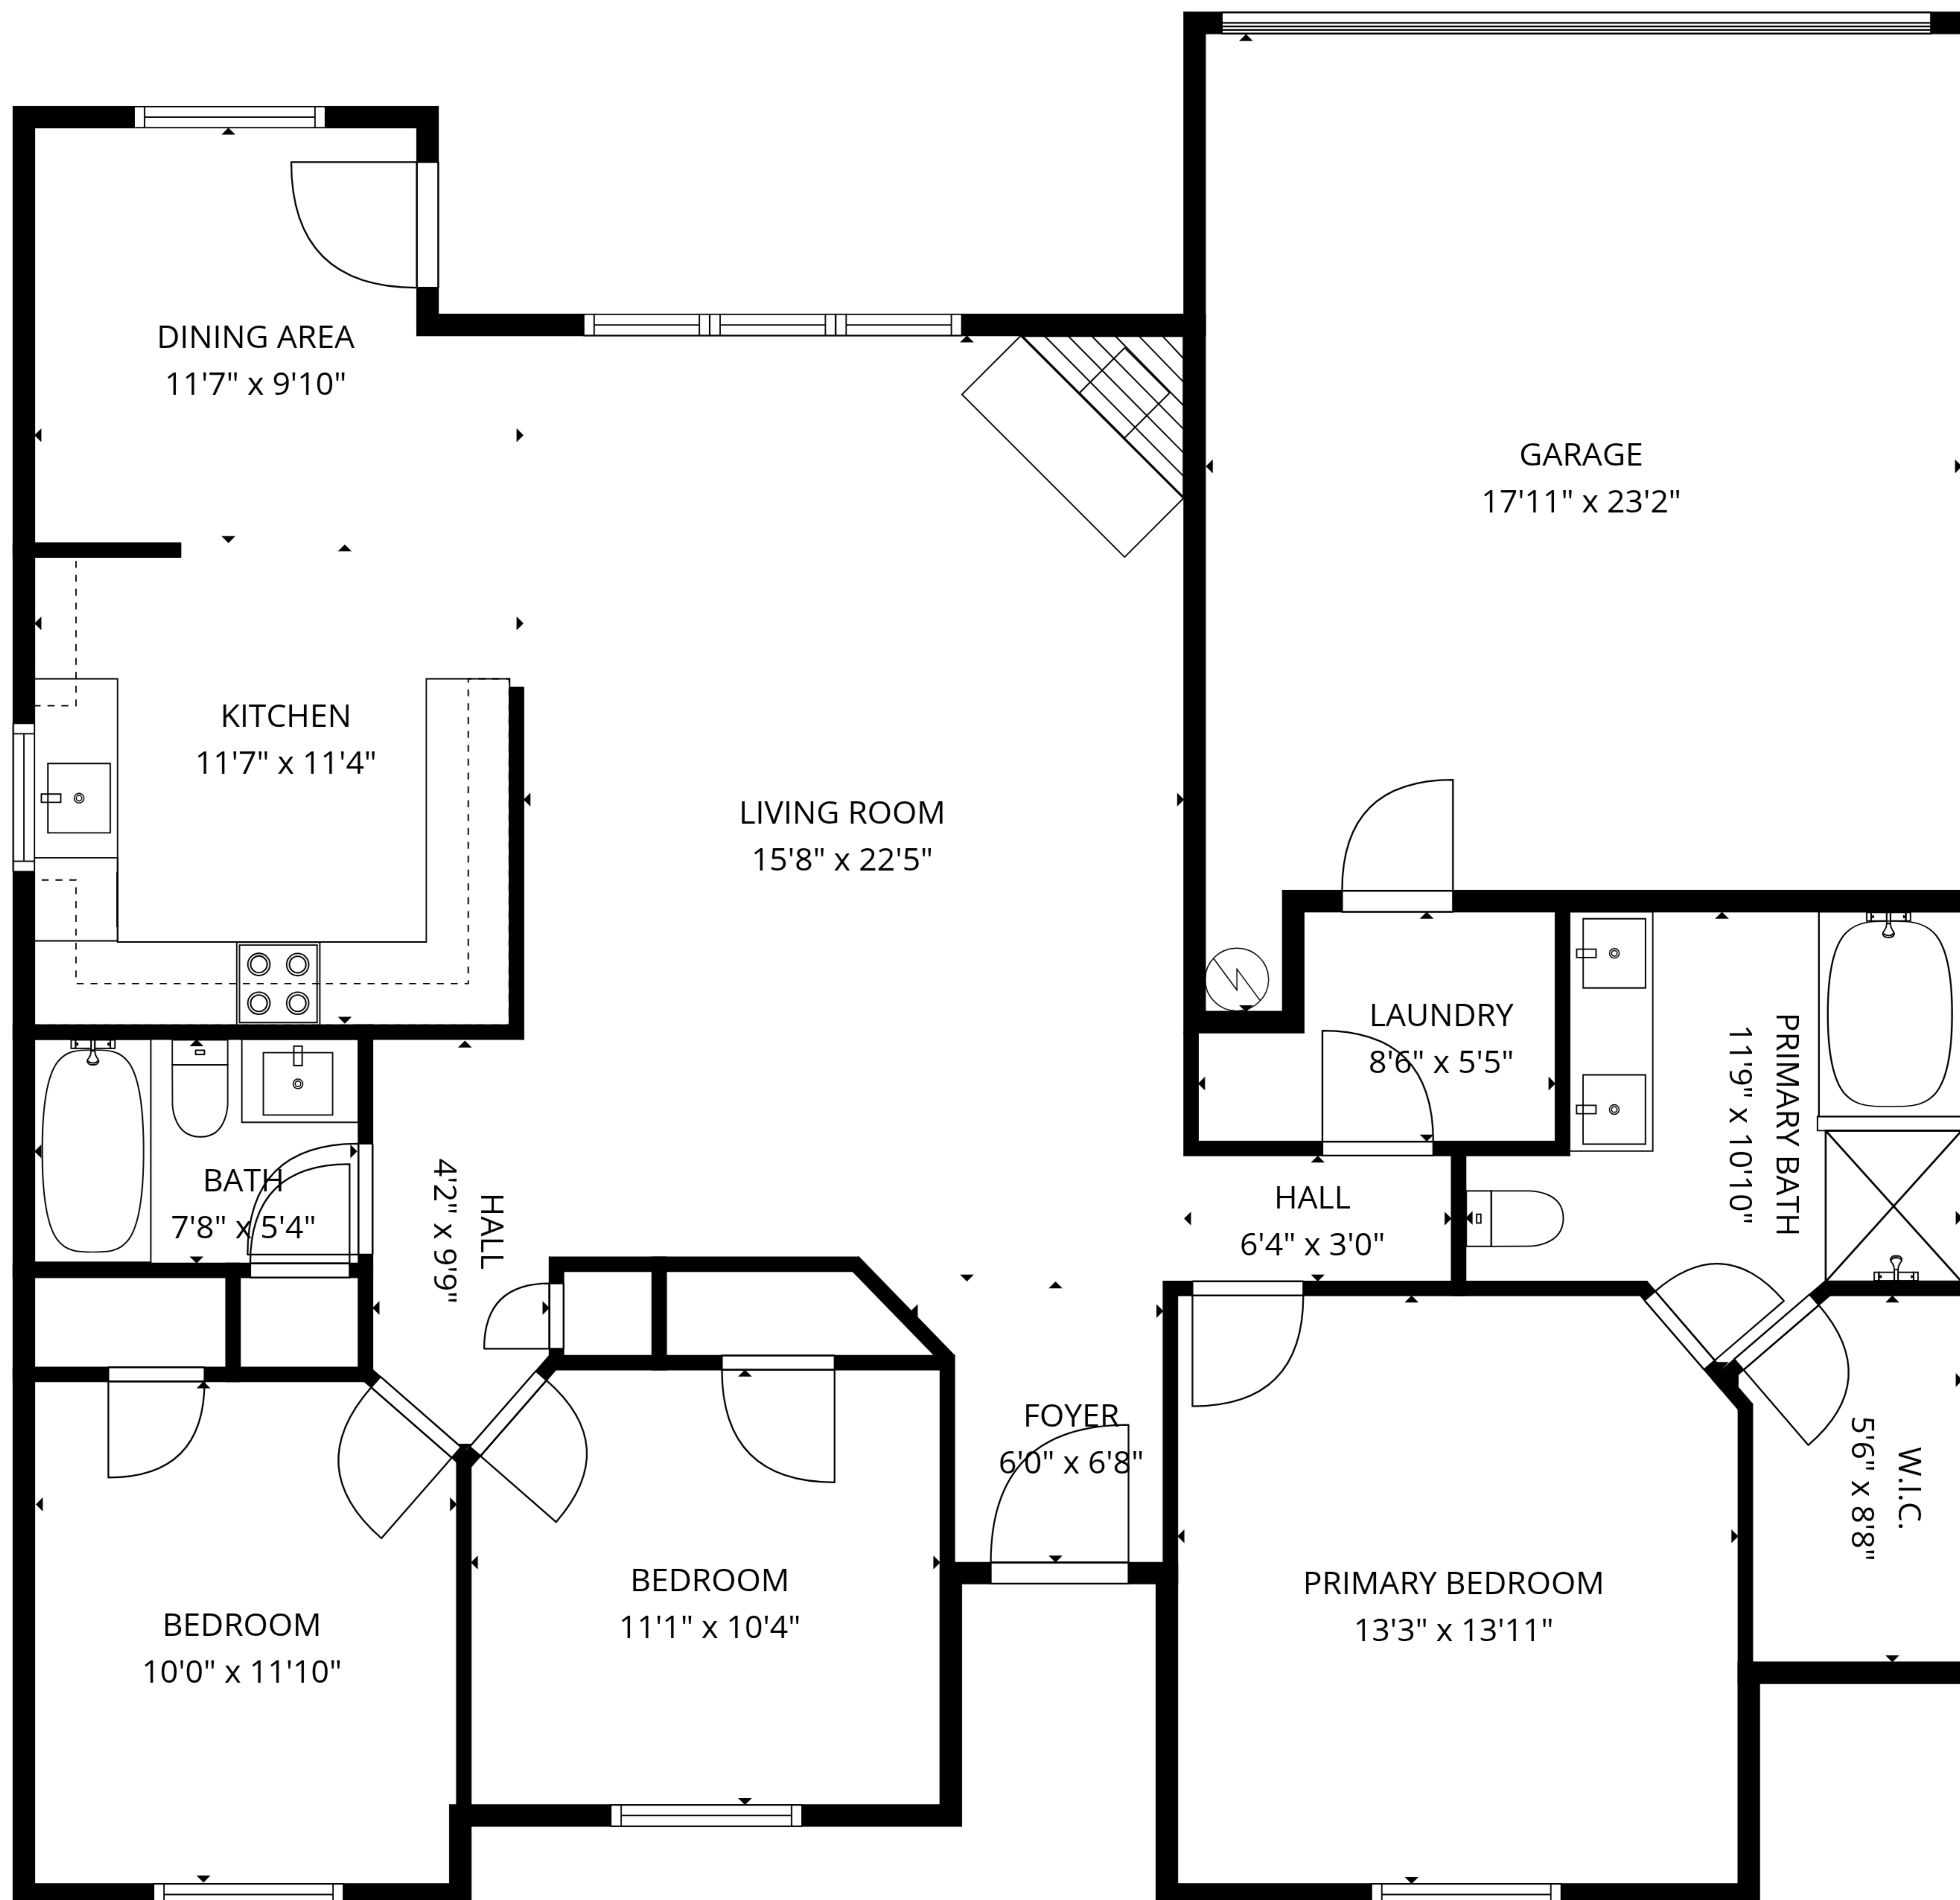 DINING AREA
11'7" x 9'10"
GARAGE
17'11" x 23'2"
KITCHEN
11'7" x 11'4"
LIVING ROOM
15'8" x 22'5"
LAUNDRY
8'6" x 5'5"
PRIMARY BATH
11'9" x 10'10"
BATH
7'8" x 5'4"
HALL
4'2" x 9'9"
HALL
6'4" x 3'0"
FOYER
6'0" x 6'8"
W.I.C.
5'6" x 8'8"
BEDROOM
11'1" x 10'4"
PRIMARY BEDROOM
13'3" x 13'11"
BEDROOM
10'0" x 11'10"